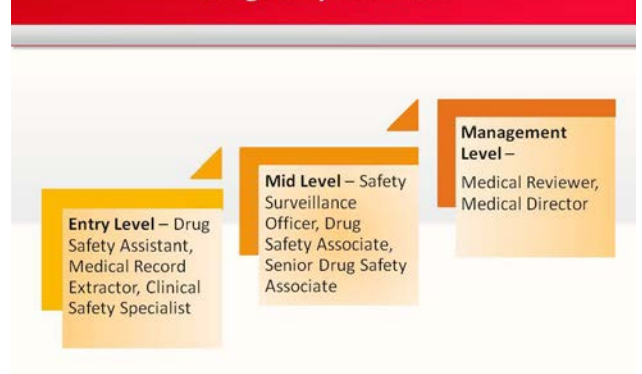 Entry Level – Drug
Safety Assistant,
Medical Record
Extractor, Clinical
Safety Specialist
Mid Level – Safety
Surveillance
Officer, Drug
Safety Associate,
Senior Drug Safety
Associate
Management
Level –
Medical Reviewer,
Medical Director